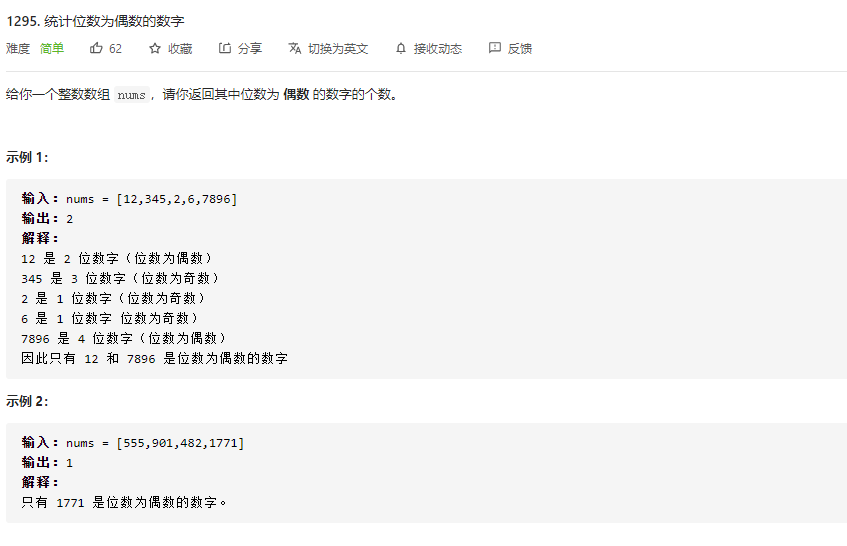 1295. 统计位数为偶数的数字
难度 简单 62 收藏 分享 切换为英文 接收动态 反馈
给你一个整数数组 nums，请你返回其中位数为 偶数 的数字的个数。
示例 1：
输入：nums = [12,345,2,6,7896]
输出：2
解释：
12 是 2 位数字（位数为偶数）
345 是 3 位数字（位数为奇数）
2 是 1 位数字（位数为奇数）
6 是 1 位数字 位数为奇数）
7896 是 4 位数字（位数为偶数）
因此只有 12 和 7896 是位数为偶数的数字
示例 2：
输入：nums = [555,901,482,1771]
输出：1
解释：
只有 1771 是位数为偶数的数字。